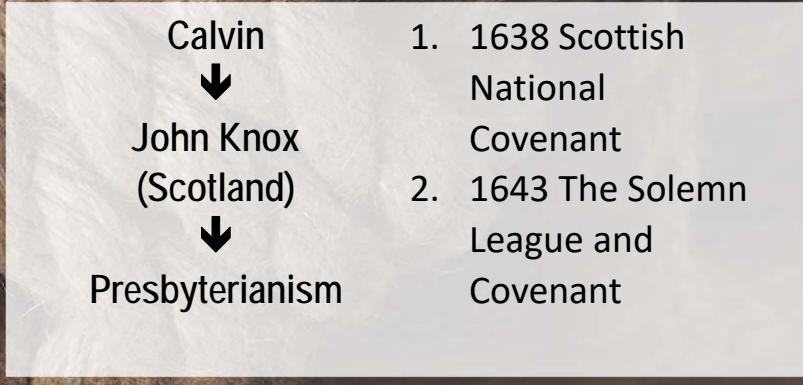 Calvin
🡻
John Knox
(Scotland)
🡻
Presbyterianism
1. 1638 Scottish
National
Covenant
2. 1643 The Solemn
League and
Covenant